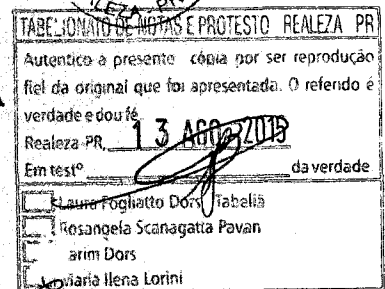 TABELIONATO DE NOTAS E PROTESTO REALEZA PR
Autentico a presente cópia por ser reprodução
fiel da original que foi apresentada. O referido é
verdade e dou fé
Realeza PR, 13 AGO 2015
Em testº da verdade
Laura Fogliatto Dors Tabeliã
Rosangela Scanagatta Pavan
arim Dors
Maria Ilena Lorini